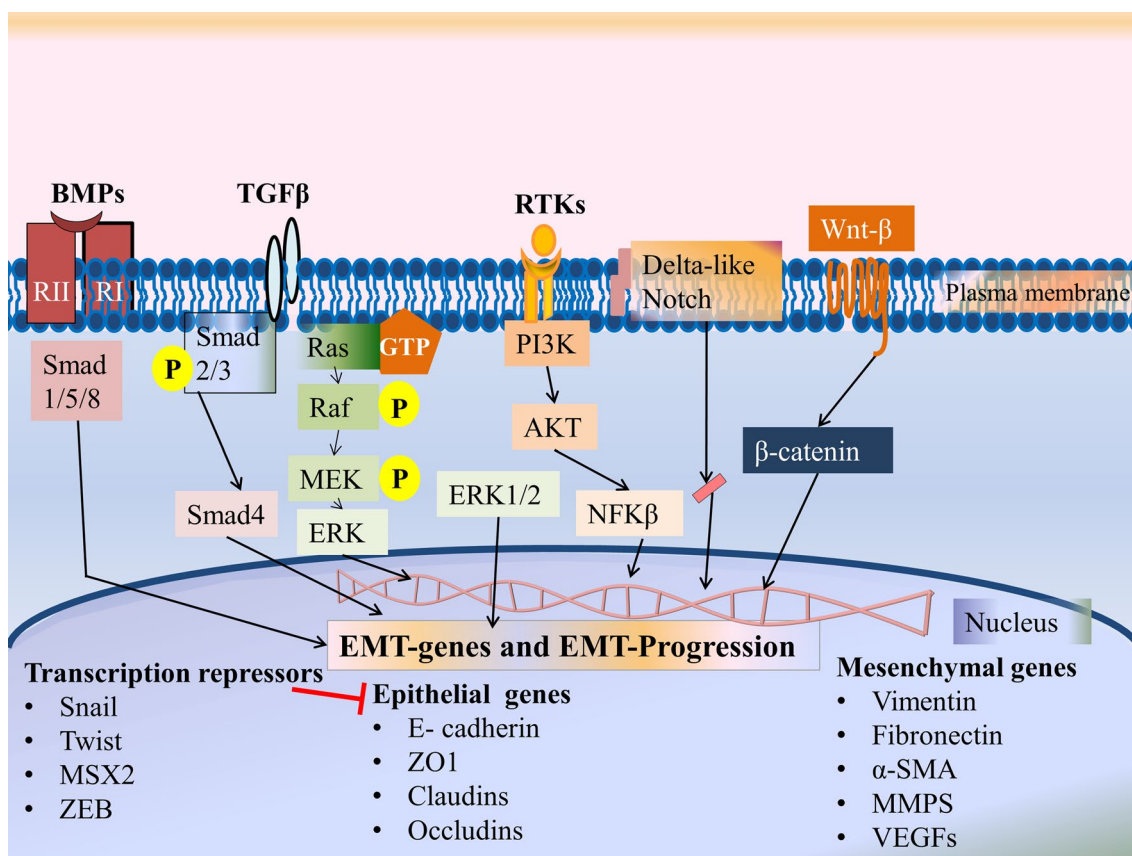 BMPs
TGFβ
RTKs
Wnt-β
RII
RI
Delta-like
Notch
Plasma membrane
Smad
1/5/8
P
Smad
2/3
Ras
GTP
PI3K
Raf
P
AKT
β-catenin
MEK
P
ERK1/2
Smad4
ERK
NFKβ
Nucleus
EMT-genes and EMT-Progression
Transcription repressors
• Snail
• Twist
• MSX2
• ZEB
Epithelial genes
• E- cadherin
• ZO1
• Claudins
• Occludins
Mesenchymal genes
• Vimentin
• Fibronectin
• α-SMA
• MMPS
• VEGFs